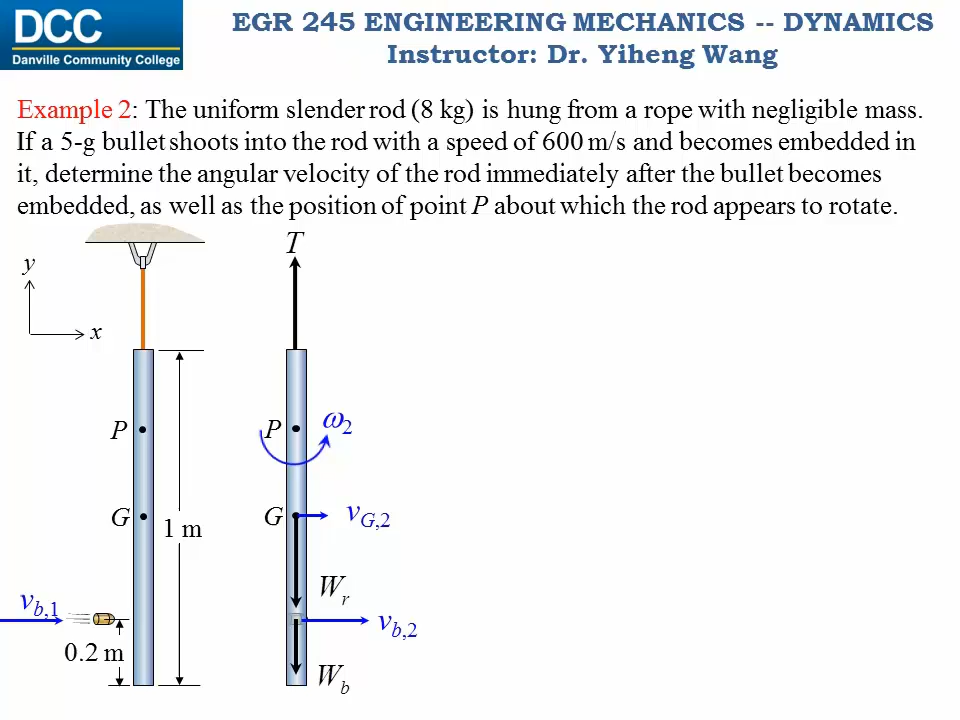 DCC
Danville Community College
EGR 245 ENGINEERING MECHANICS -- DYNAMICS
Instructor: Dr. Yiheng Wang
Example 2: The uniform slender rod (8 kg) is hung from a rope with negligible mass.
If a 5-g bullet shoots into the rod with a speed of 600 m/s and becomes embedded in
it, determine the angular velocity of the rod immediately after the bullet becomes
embedded, as well as the position of point P about which the rod appears to rotate.
y
x
P
G
1 m
v_b,1
0.2 m
T
P
ω_2
G
v_G,2
W_r
v_b,2
W_b